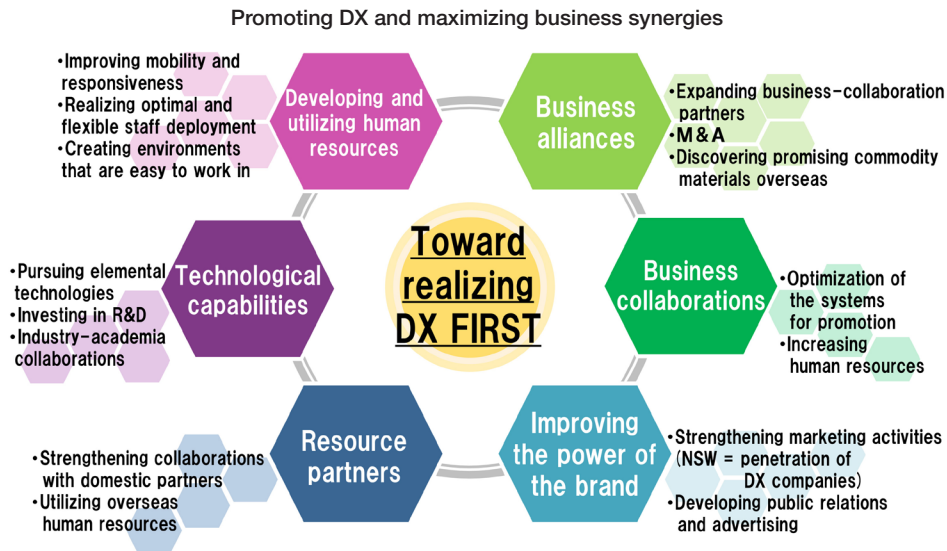 Promoting DX and maximizing business synergies
•Improving mobility and
responsiveness
•Realizing optimal and
flexible staff deployment
•Creating environments
that are easy to work in
Developing and
utilizing human
resources
Business
alliances
•Expanding business-collaboration
partners
•M&A
•Discovering promising commodity
materials overseas
•Pursuing elemental
technologies
•Investing in R&D
•Industry-academia
collaborations
Technological
capabilities
Toward
realizing
DX FIRST
Business
collaborations
•Optimization of
the systems
for promotion
•Increasing
human resources
•Strengthening collaborations
with domestic partners
•Utilizing overseas
human resources
Resource
partners
Improving
the power of
the brand
•Strengthening marketing activities
(NSW = penetration of
DX companies)
•Developing public relations
and advertising